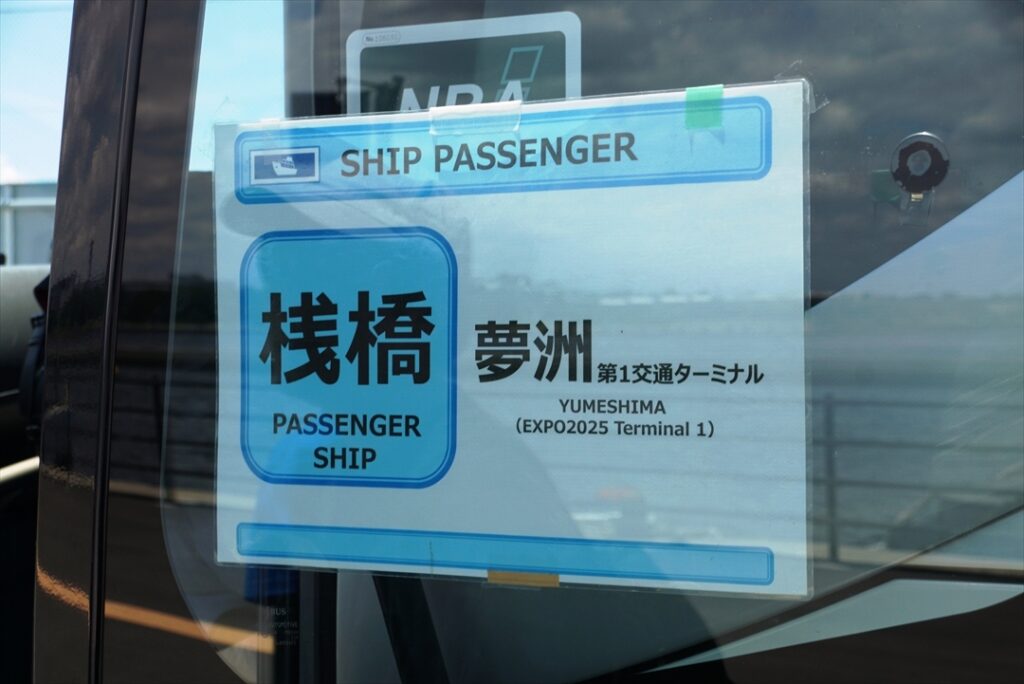 SHIP PASSENGER
桟橋
PASSENGER
SHIP
夢洲 第1交通ターミナル
YUMESHIMA
（EXPO2025 Terminal 1）
BUS